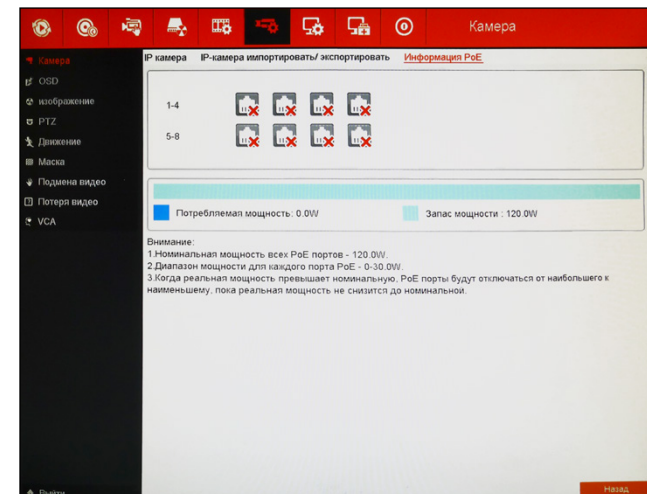 Камера
IP камера IP-камера импортировать/ экспортировать Информация PoE
Камера
OSD
изображение
PTZ
Движение
Маска
Подмена видео
Потеря видео
VCA
1-4
5-8
Потребляемая мощность: 0.0W Запас мощности : 120.0W
Внимание:
1.Номинальная мощность всех PoE портов - 120.0W.
2.Диапазон мощности для каждого порта PoE - 0-30.0W.
3.Когда реальная мощность превышает номинальную, PoE порты будут отключаться от наибольшего к
наименьшему, пока реальная мощность не снизится до номинальной.
Выйти
Назад